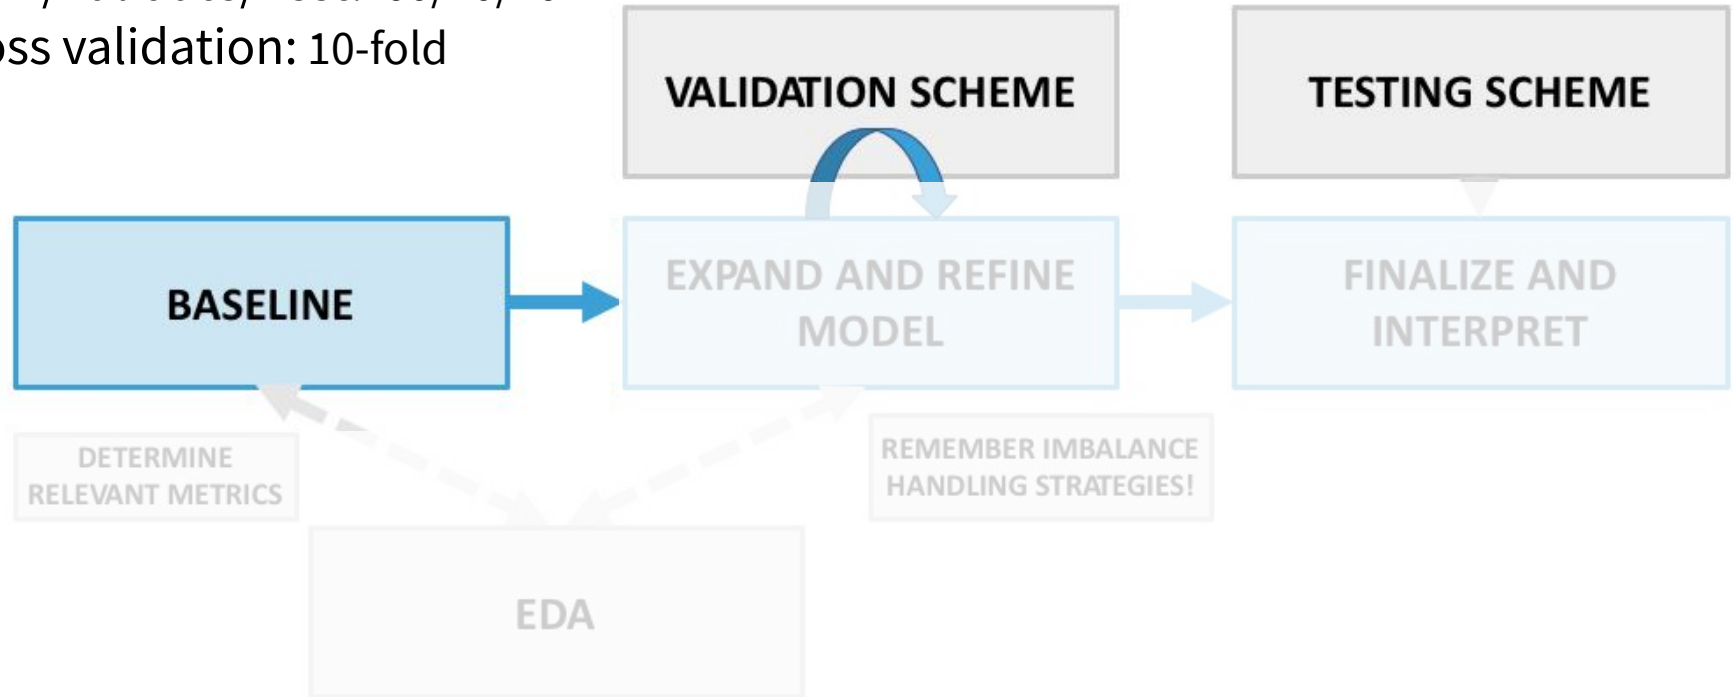 oss validation: 10-fold
VALIDATION SCHEME
TESTING SCHEME
BASELINE
EXPAND AND REFINE
MODEL
FINALIZE AND
INTERPRET
DETERMINE
RELEVANT METRICS
REMEMBER IMBALANCE
HANDLING STRATEGIES!
EDA